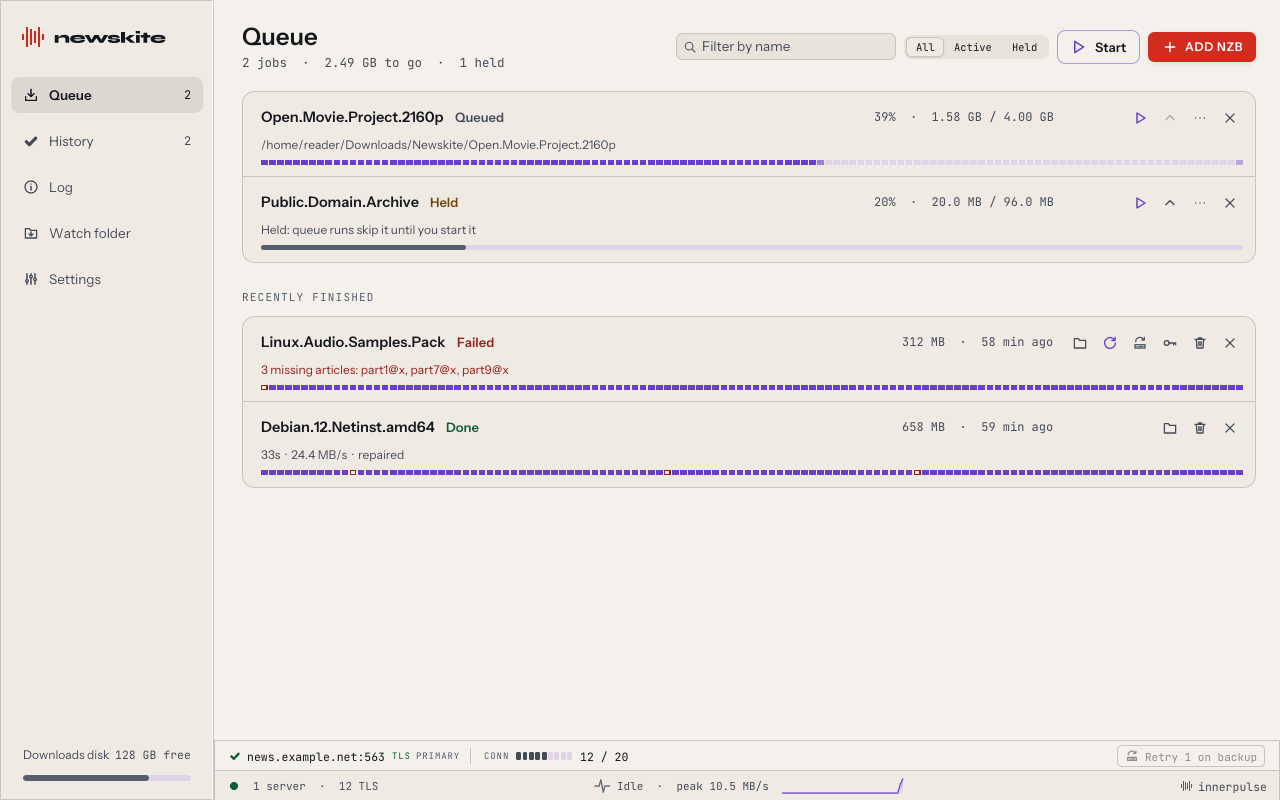 newskite
Queue 2
History 2
Log
Watch folder
Settings
Downloads disk 128 GB free
Queue
2 jobs · 2.49 GB to go · 1 held
Filter by name
All Active Held
Start
ADD NZB
Open.Movie.Project.2160p Queued 39% · 1.58 GB / 4.00 GB
/home/reader/Downloads/Newskite/Open.Movie.Project.2160p
Public.Domain.Archive Held 20% · 20.0 MB / 96.0 MB
Held: queue runs skip it until you start it
RECENTLY FINISHED
Linux.Audio.Samples.Pack Failed 312 MB · 58 min ago
3 missing articles: part1@x, part7@x, part9@x
Debian.12.Netinst.amd64 Done 658 MB · 59 min ago
33s · 24.4 MB/s · repaired
news.example.net:563 TLS PRIMARY CONN 12 / 20 Retry 1 on backup
1 server · 12 TLS Idle · peak 10.5 MB/s innerpulse